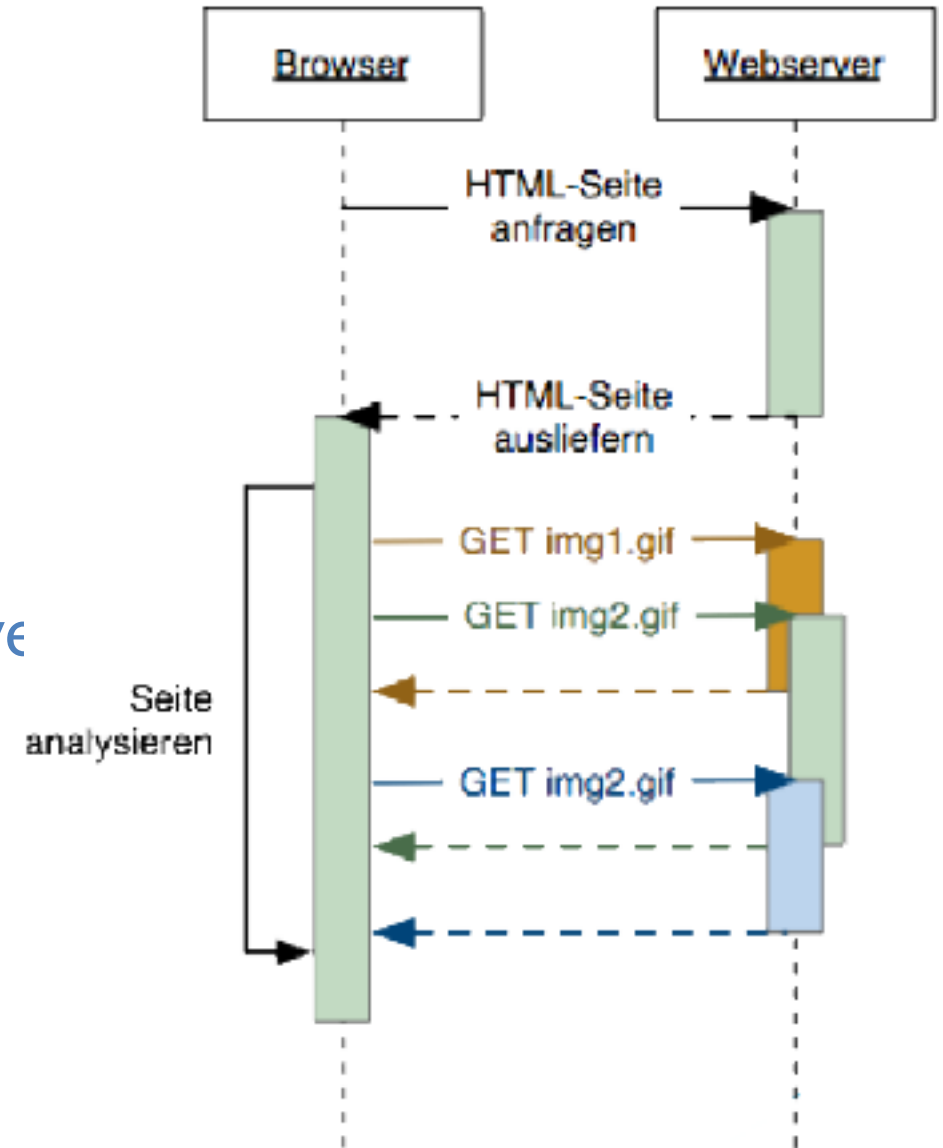 Browser
Webserver
HTML-Seite
anfragen
HTML-Seite
ausliefern
GET img1.gif
GET img2.gif
Seite
analysieren
GET img2.gif